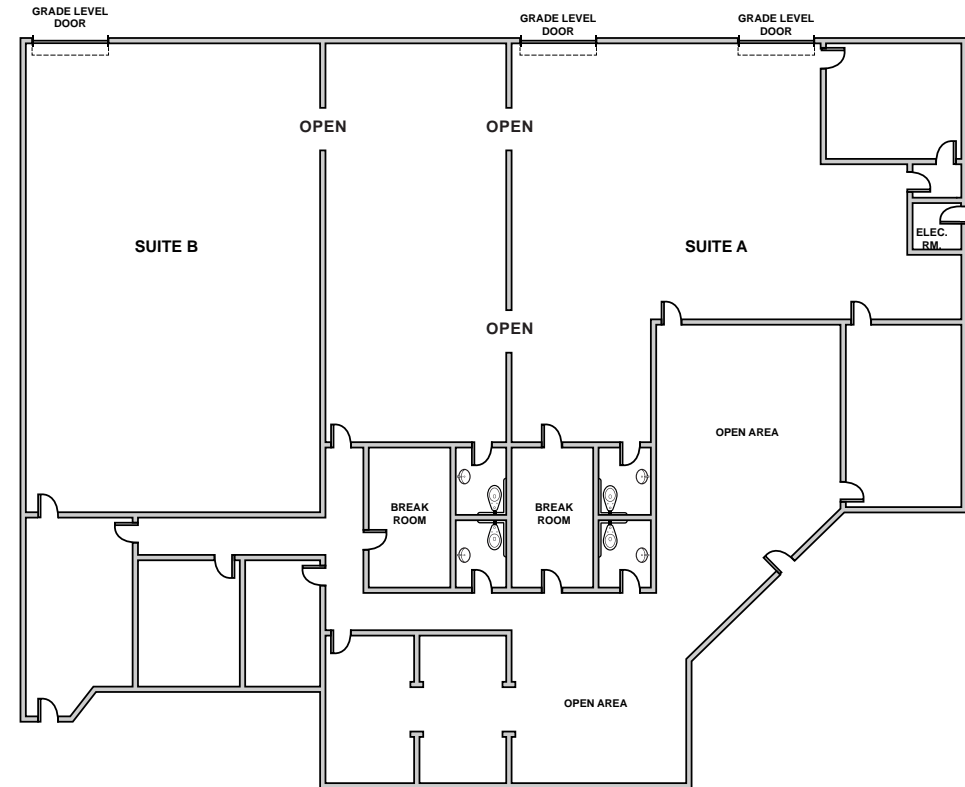 GRADE LEVEL
DOOR
GRADE LEVEL
DOOR
GRADE LEVEL
DOOR
OPEN
OPEN
SUITE B
SUITE A
ELEC.
RM.
OPEN
OPEN AREA
BREAK
ROOM
BREAK
ROOM
OPEN AREA